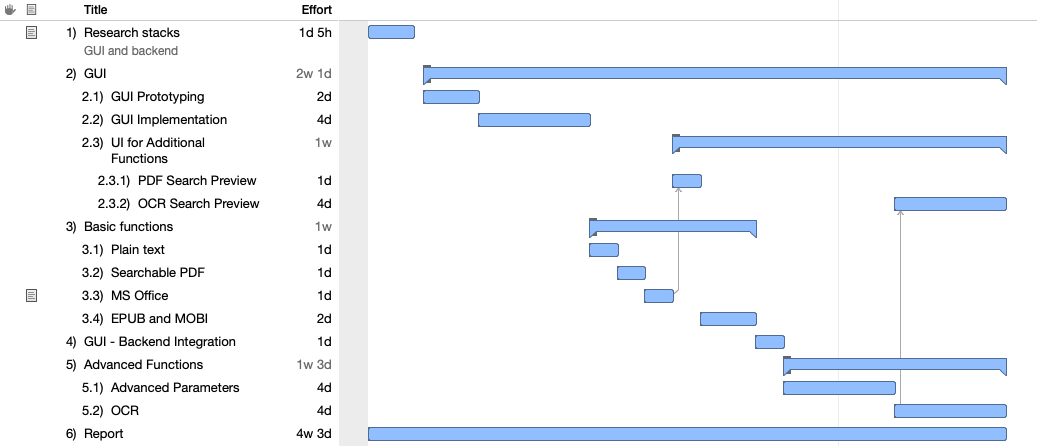 Title Effort
1) Research stacks 1d 5h
GUI and backend
2) GUI 2w 1d
2.1) GUI Prototyping 2d
2.2) GUI Implementation 4d
2.3) UI for Additional 1w
Functions
2.3.1) PDF Search Preview 1d
2.3.2) OCR Search Preview 4d
3) Basic functions 1w
3.1) Plain text 1d
3.2) Searchable PDF 1d
3.3) MS Office 1d
3.4) EPUB and MOBI 2d
4) GUI - Backend Integration 1d
5) Advanced Functions 1w 3d
5.1) Advanced Parameters 4d
5.2) OCR 4d
6) Report 4w 3d